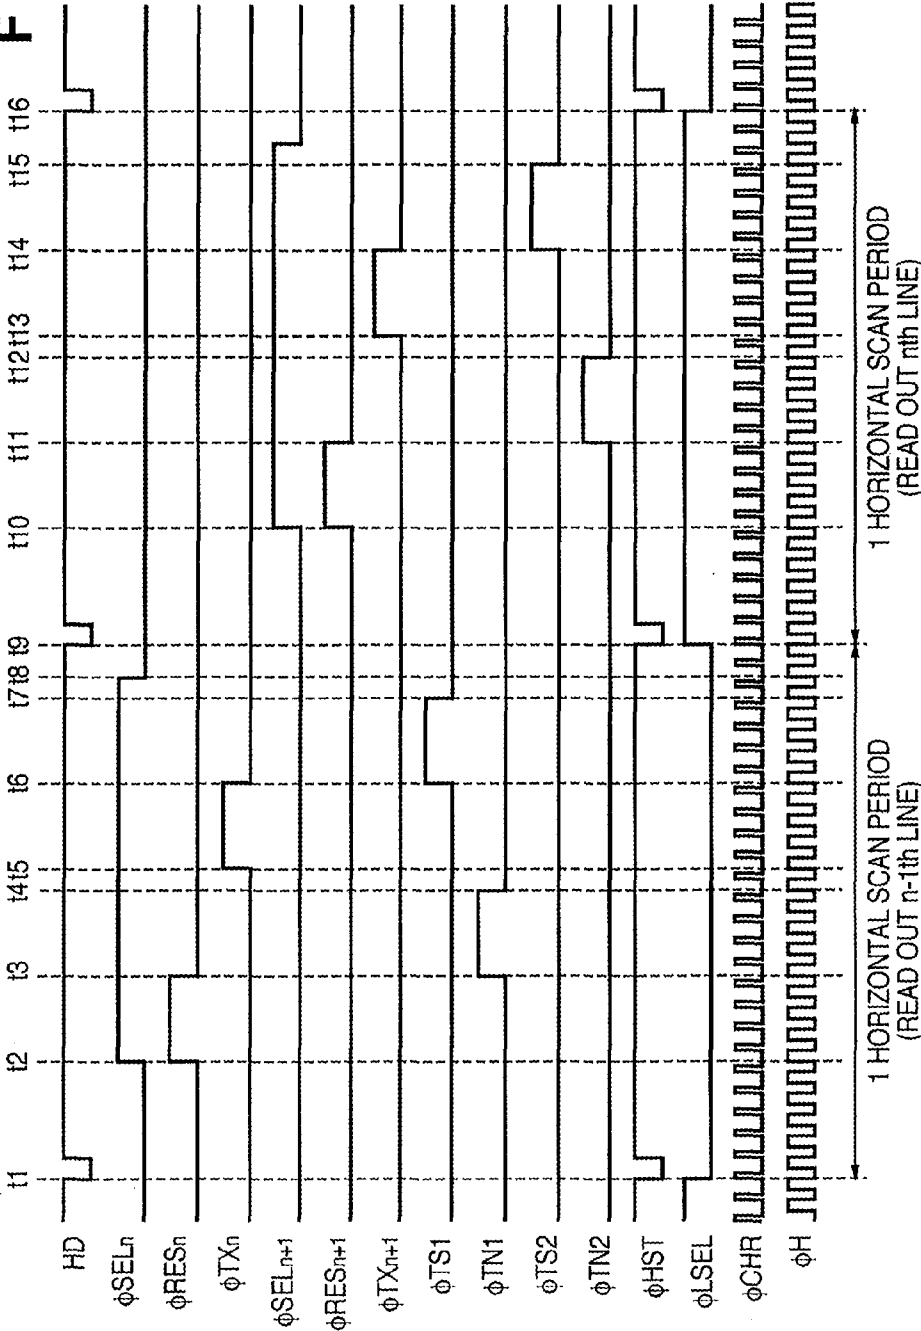 F
t1 t2 t3 t4 t5 t6 t7 t8 t9 t10 t11 t12 t13 t14 t15 t16
HD
φSELn
φRESn
φTXn
φSELn+1
φRESn+1
φTXn+1
φTS1
φTN1
φTS2
φTN2
φHST
φLSEL
φCHR
φH
1 HORIZONTAL SCAN PERIOD
(READ OUT n-1th LINE)
1 HORIZONTAL SCAN PERIOD
(READ OUT nth LINE)